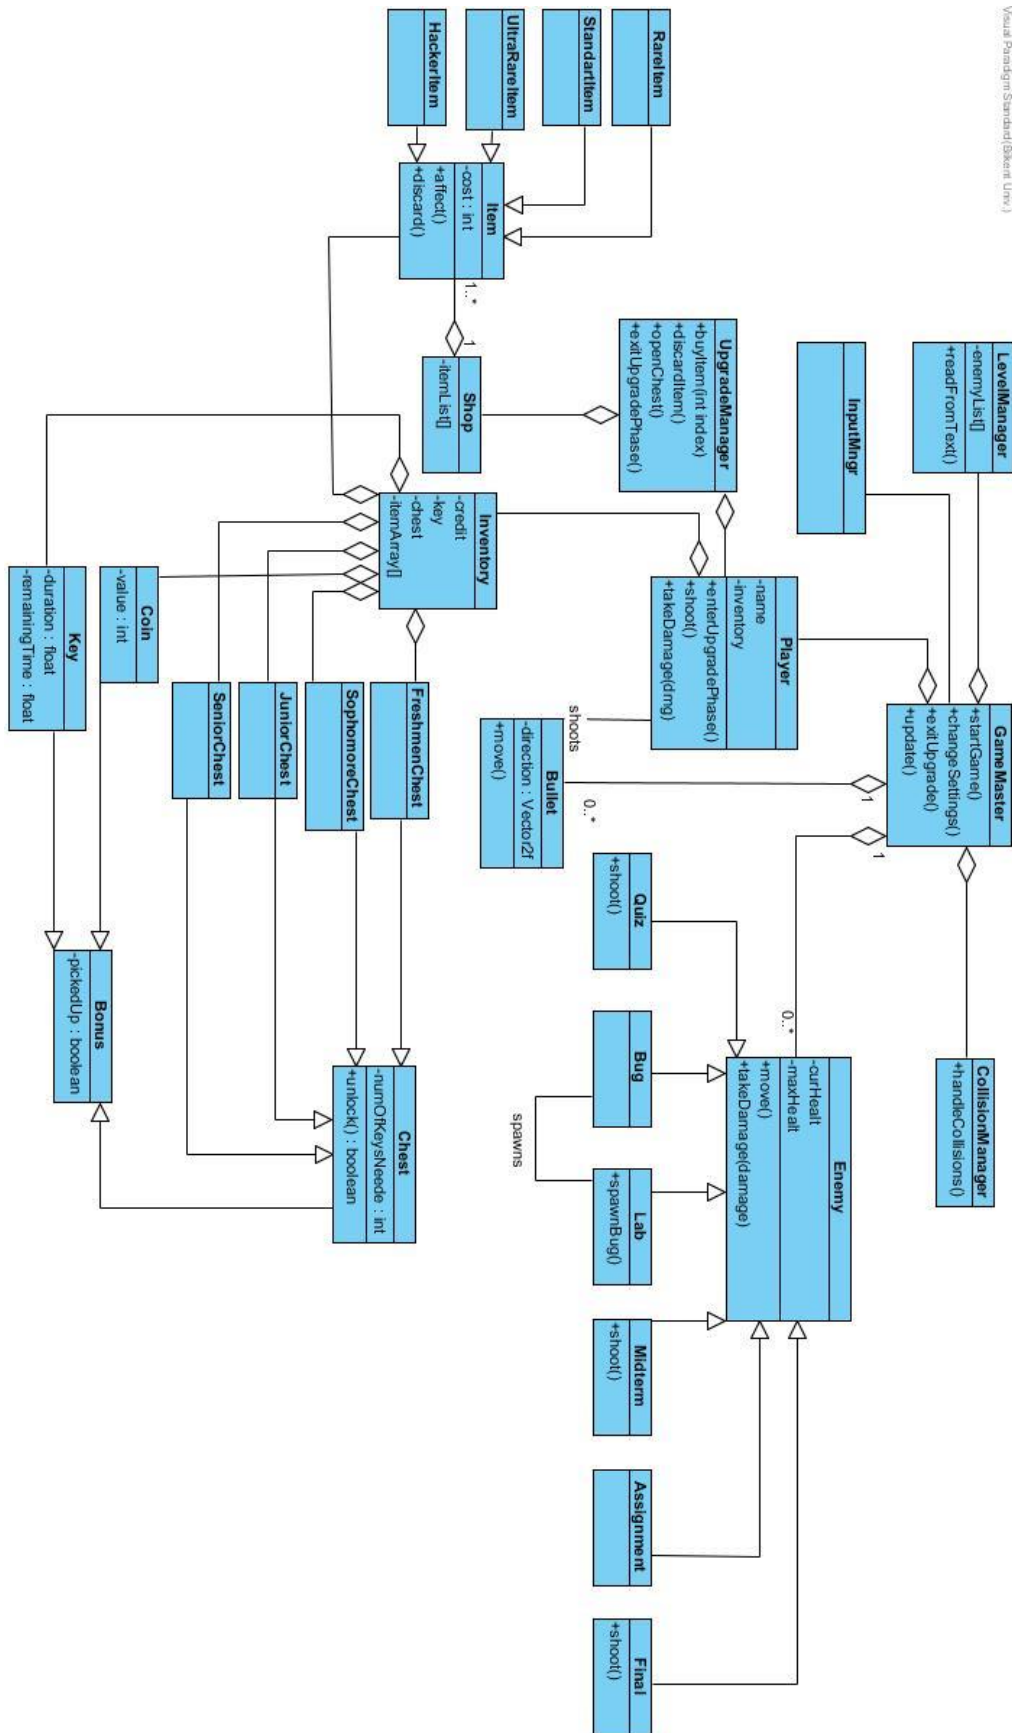 Visual Paradigm Standard(Bilkent Univ.)
LevelManager
-enemyList[]
+readFromText()
GameMaster
+startGame()
+changeSettings()
+exitUpgrade()
+update()
CollisionManager
+handleCollisions()
InputMngr
1
1
0..*
0..*
UpgradeManager
+buyItem(int index)
+discardItem()
+openChest()
+exitUpgradePhase()
Player
-name
-inventory
+enterUpgradePhase()
+shoot()
+takeDamage(dmg)
Enemy
-curHealt
-maxHealt
+move()
+takeDamage(damage)
RareItem
StandartItem
UltraRareItem
HackerItem
shoots
Bullet
-direction : Vector2f
+move()
Quiz
+shoot()
Bug
Lab
+spawnBug()
Midterm
+shoot()
Assignment
Final
+shoot()
spawns
Item
-cost : int
+affect()
+discard()
1..*
1
Shop
-itemList[]
Inventory
-credit
-key
-chest
-itemArray[]
FreshmenChest
SophomoreChest
JuniorChest
SeniorChest
Chest
-numOfKeysNeede : int
+unlock() : boolean
Coin
-value : int
Key
-duration : float
-remainingTime : float
Bonus
-pickedUp : boolean